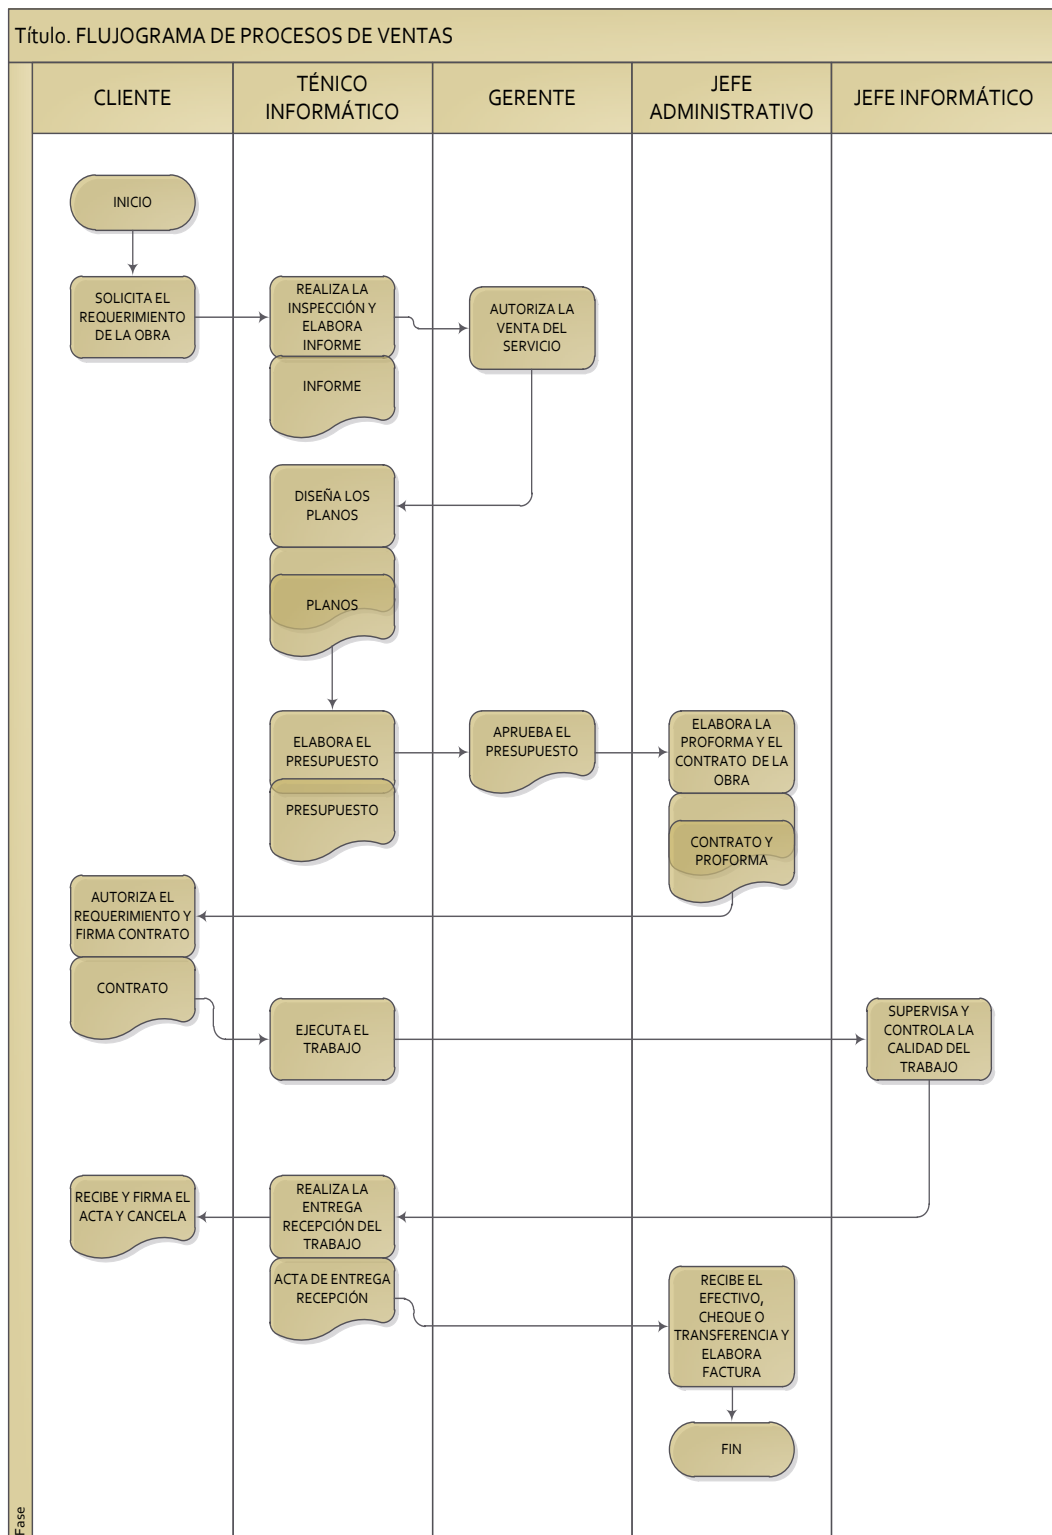 Título. FLUJOGRAMA DE PROCESOS DE VENTAS
CLIENTE
TÉNICO
INFORMÁTICO
GERENTE
JEFE
ADMINISTRATIVO
JEFE INFORMÁTICO
INICIO
SOLICITA EL
REQUERIMIENTO
DE LA OBRA
REALIZA LA
INSPECCIÓN Y
ELABORA
INFORME
INFORME
AUTORIZA LA
VENTA DEL
SERVICIO
DISEÑA LOS
PLANOS
PLANOS
ELABORA EL
PRESUPUESTO
PRESUPUESTO
APRUEBA EL
PRESUPUESTO
ELABORA LA
PROFORMA Y EL
CONTRATO DE LA
OBRA
CONTRATO Y
PROFORMA
AUTORIZA EL
REQUERIMIENTO Y
FIRMA CONTRATO
CONTRATO
EJECUTA EL
TRABAJO
SUPERVISA Y
CONTROLA LA
CALIDAD DEL
TRABAJO
RECIBE Y FIRMA EL
ACTA Y CANCELA
REALIZA LA
ENTREGA
RECEPCIÓN DEL
TRABAJO
ACTA DE ENTREGA
RECEPCIÓN
RECIBE EL
EFECTIVO,
CHEQUE O
TRANSFERENCIA Y
ELABORA
FACTURA
FIN
Fase